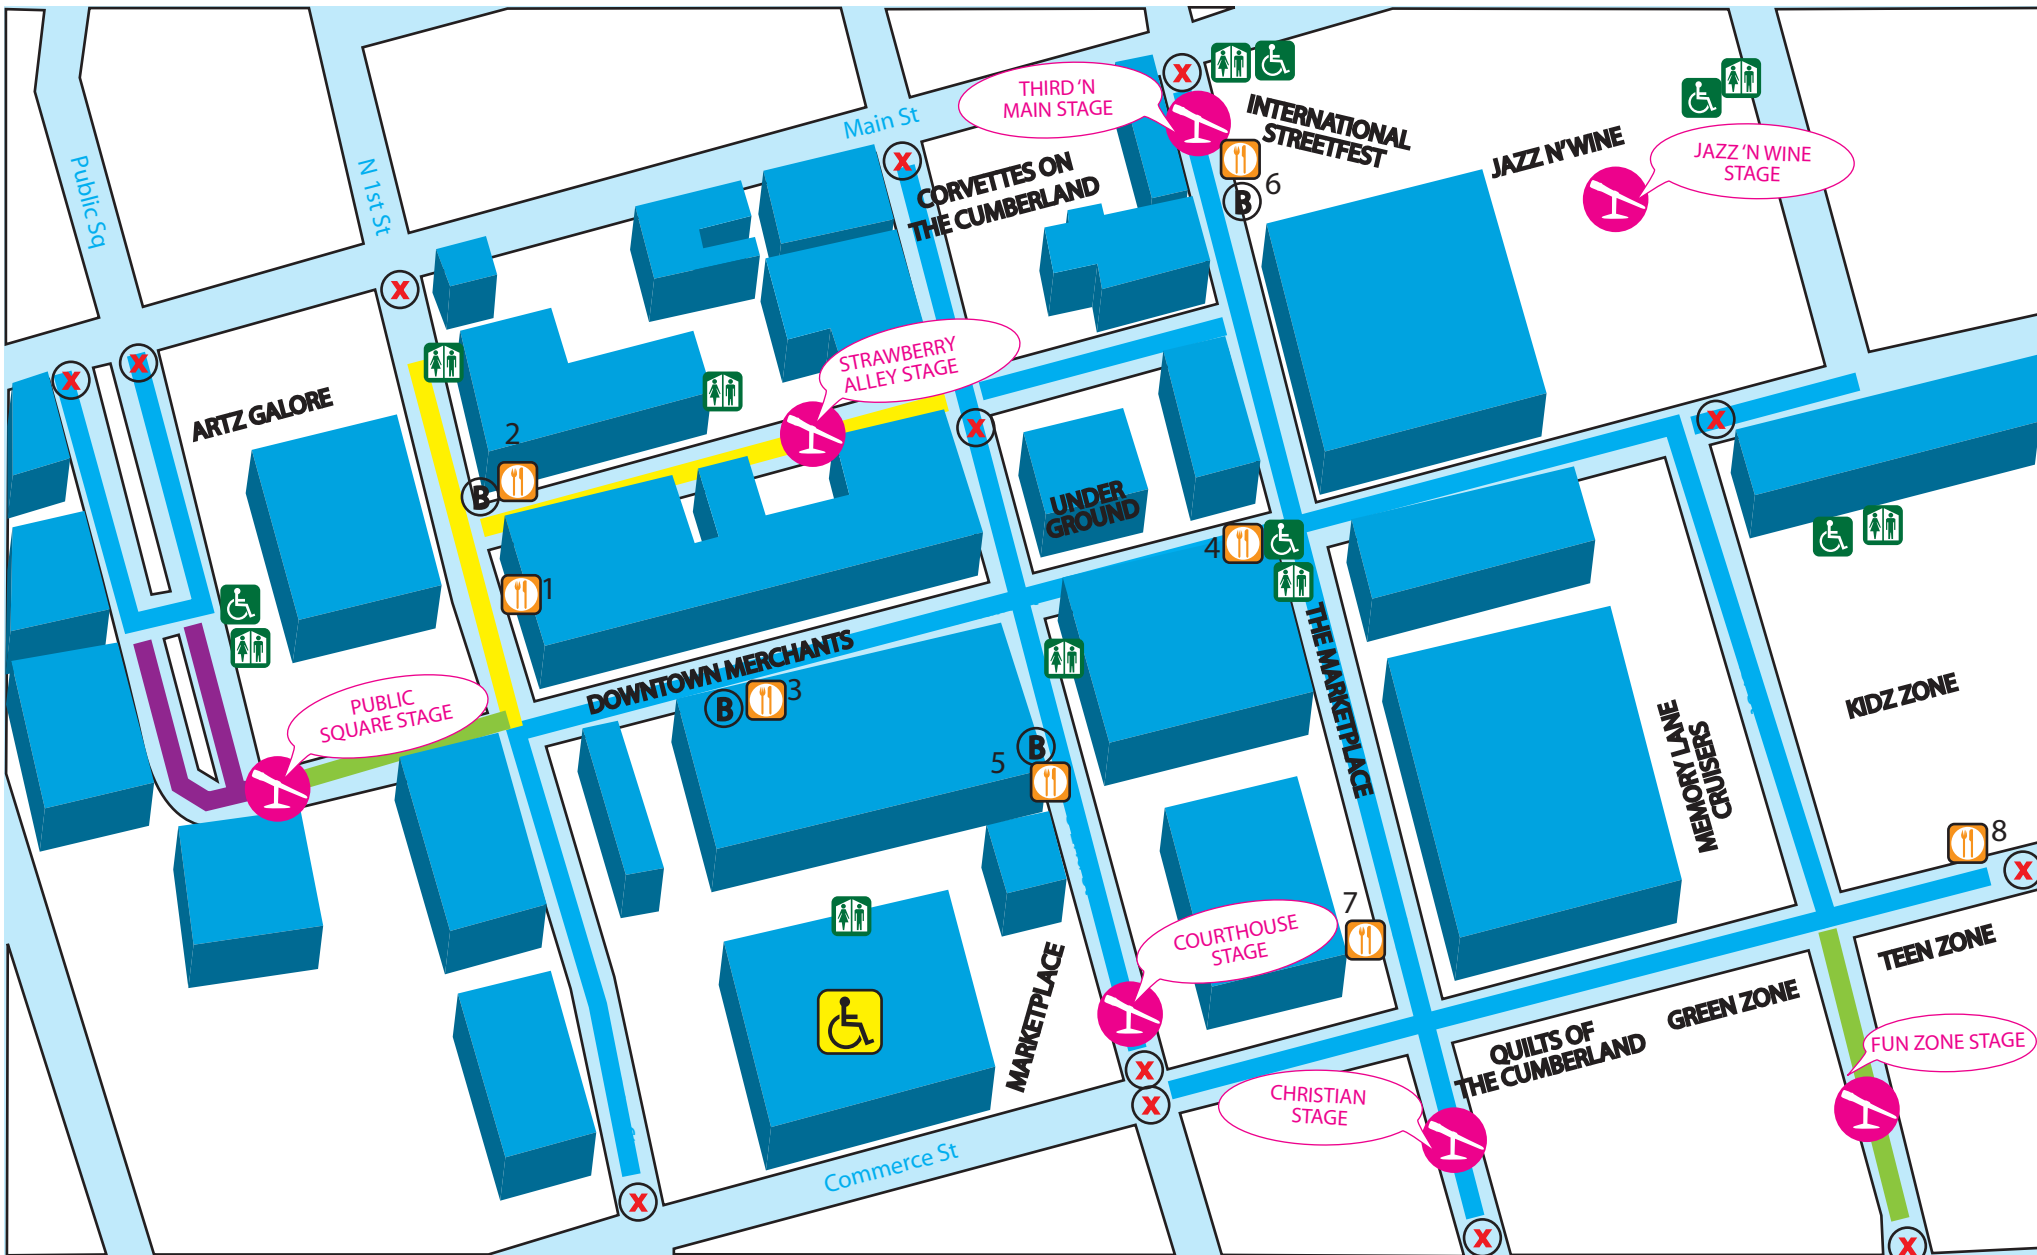 THIRD ‘N
MAIN STAGE
X
INTERNATIONAL
STREETFEST
JAZZ N’WINE
JAZZ ‘N WINE
STAGE
Main St
Public Sq
N 1st St
X
CORVETTES ON
THE CUMBERLAND
6
B
X
X
X
STRAWBERRY
ALLEY STAGE
ARTZ GALORE
2
B
X
X
UNDER
GROUND
4
1
DOWNTOWN MERCHANTS
B
3
PUBLIC
SQUARE STAGE
THE MARKETPLACE
KIDZ ZONE
MEMORY LANE
CRUISERS
B
5
8
X
7
COURTHOUSE
STAGE
TEEN ZONE
GREEN ZONE
MARKETPLACE
QUILTS OF
THE CUMBERLAND
FUN ZONE STAGE
X
X
CHRISTIAN
STAGE
Commerce St
X
X
X